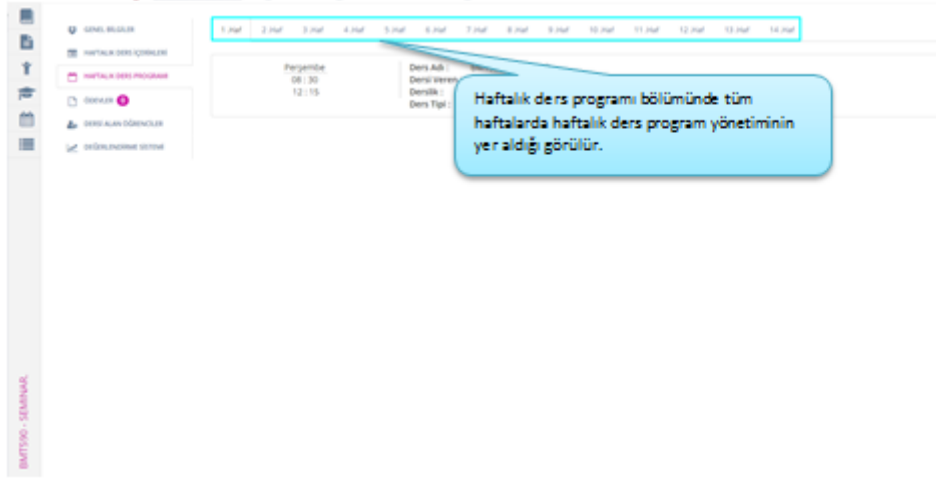 GENEL BİLGİLER
HAFTALIK DERS İÇERİKLERİ
HAFTALIK DERS PROGRAMI
ÖDEVLER
DERSİ ALAN ÖĞRENCİLER
DEĞERLENDİRME SİSTEMİ
1.Haf 2.Haf 3.Haf 4.Haf 5.Haf 6.Haf 7.Haf 8.Haf 9.Haf 10.Haf 11.Haf 12.Haf 13.Haf 14.Haf
Perşembe
08 : 30
12 : 15
Ders Adı :
Dersi Veren
Derslik :
Ders Tipi :
Haftalık ders programı bölümünde tüm
haftalarda haftalık ders program yönetiminin
yer aldığı görülür.
BMT590 - SEMINAR.